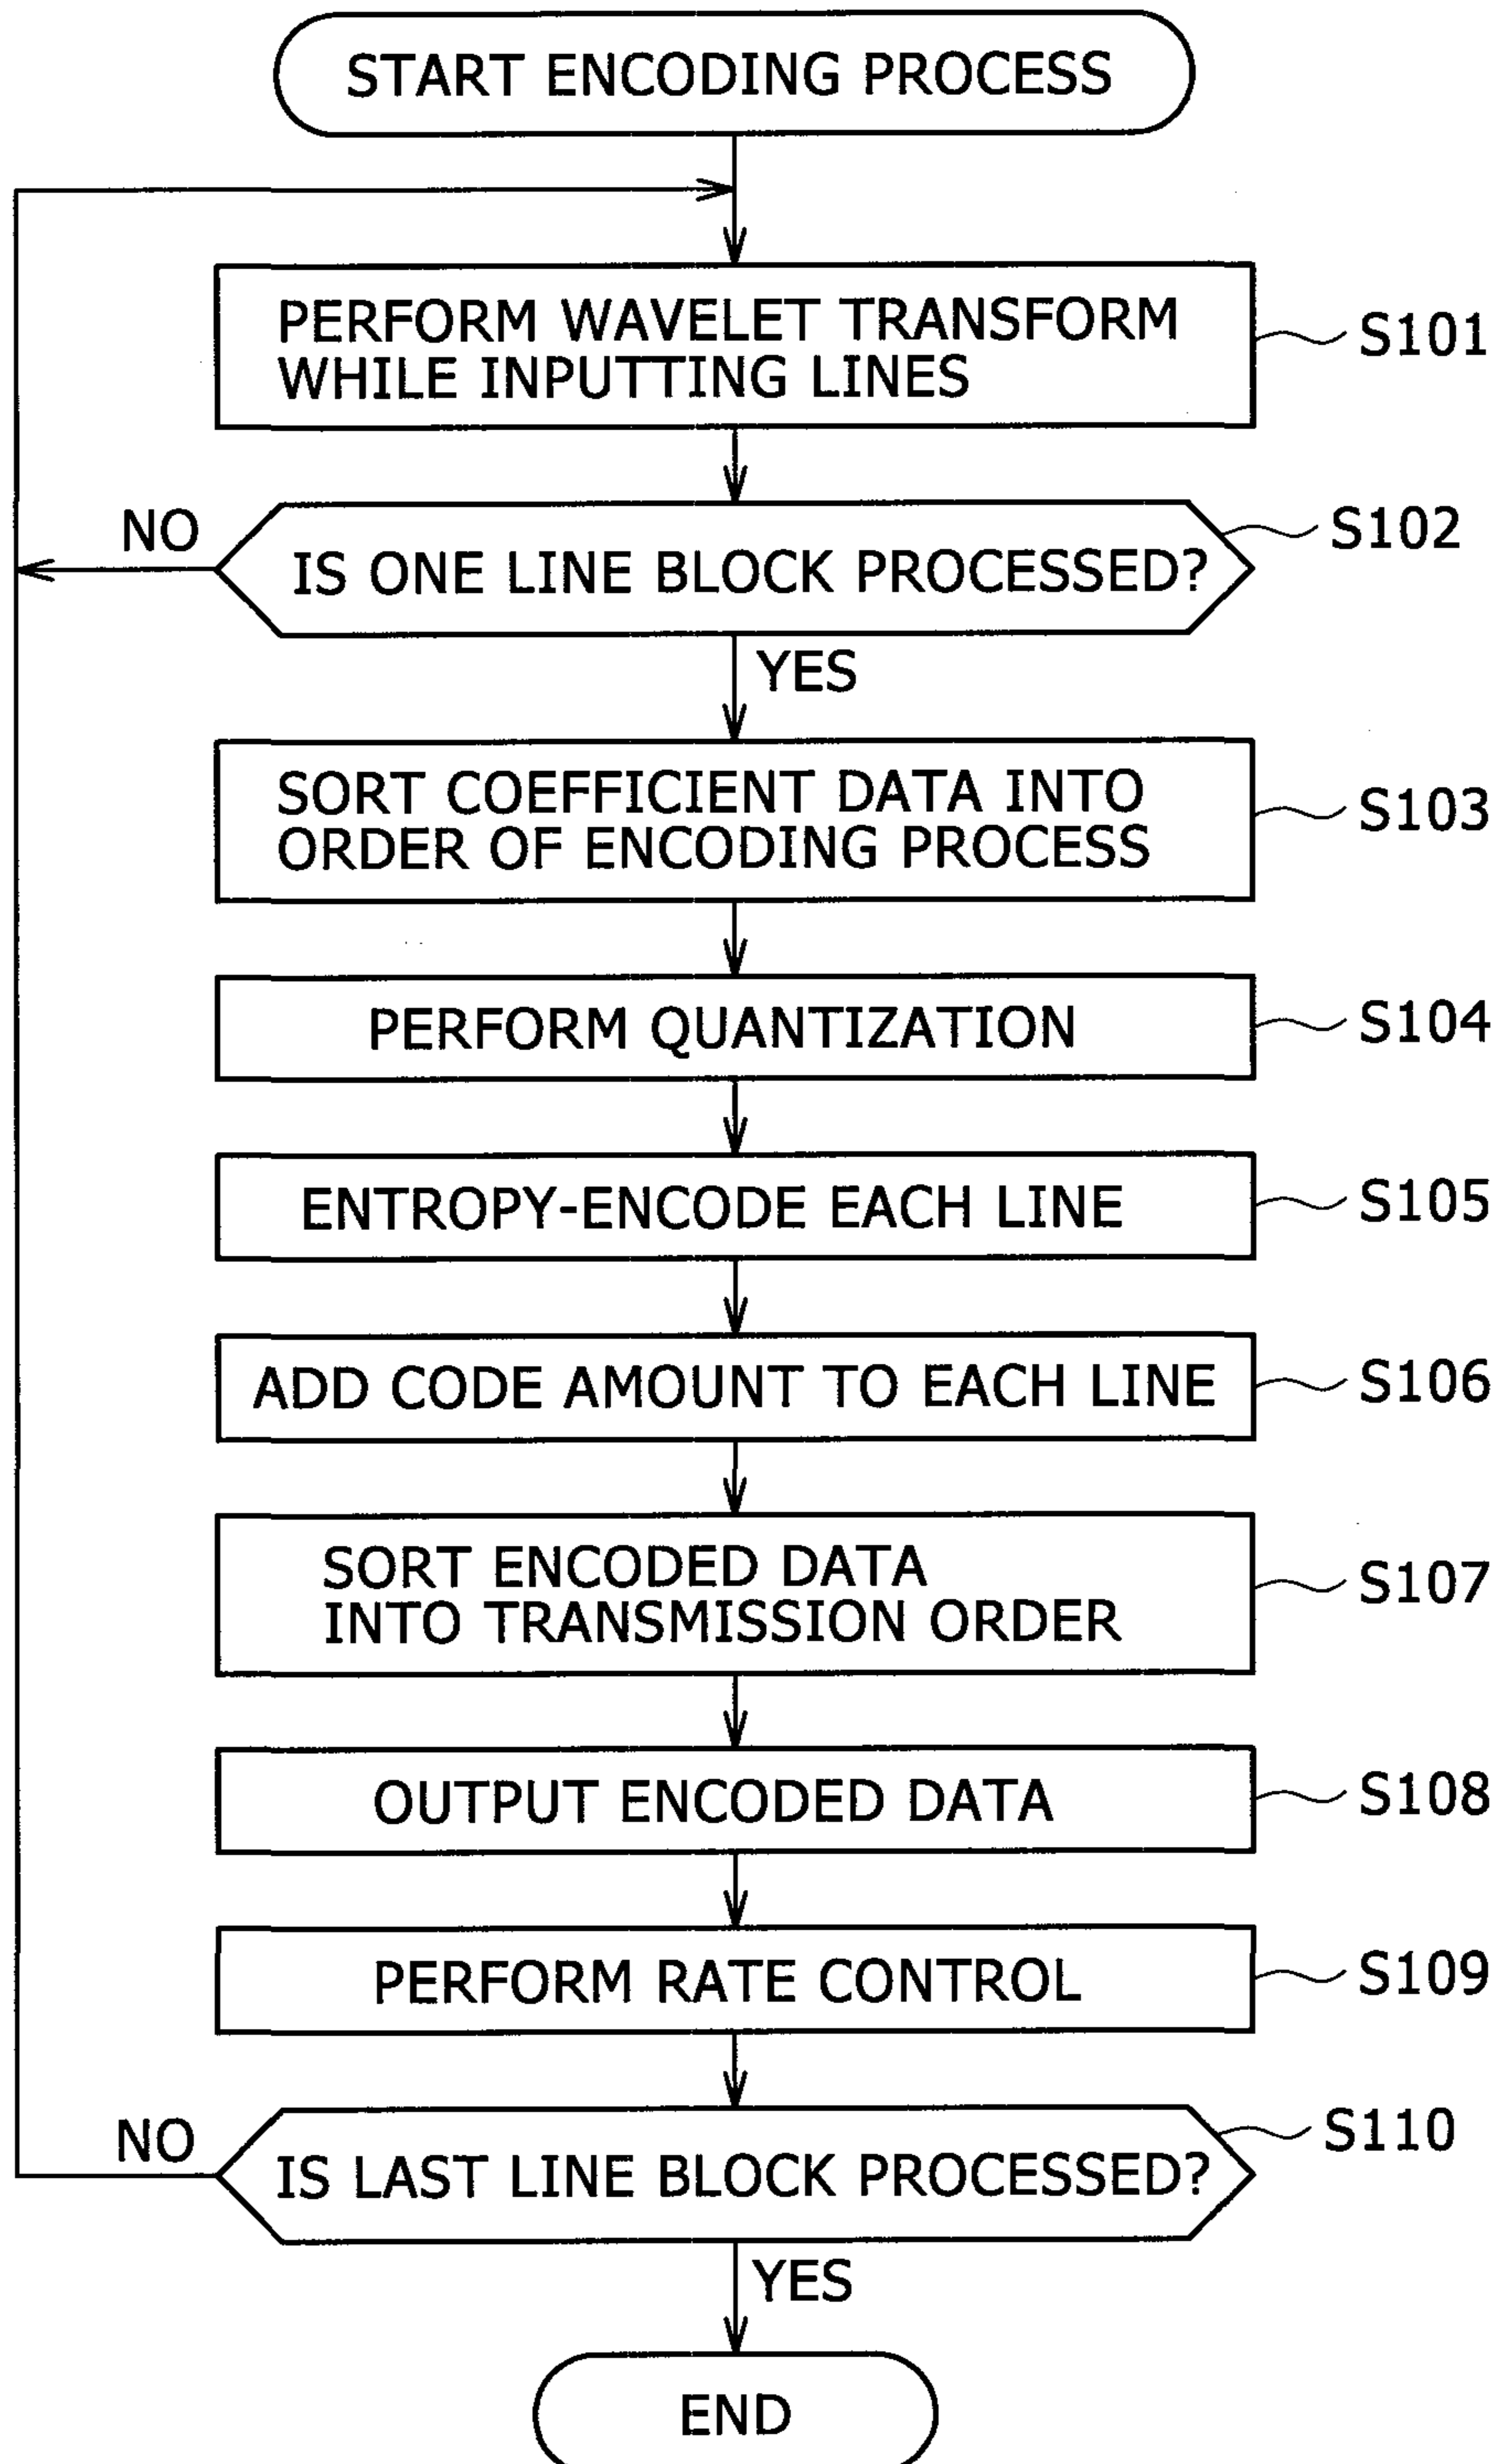 START ENCODING PROCESS
PERFORM WAVELET TRANSFORM
WHILE INPUTTING LINES
S101
NO
IS ONE LINE BLOCK PROCESSED?
S102
YES
SORT COEFFICIENT DATA INTO
ORDER OF ENCODING PROCESS
S103
PERFORM QUANTIZATION
S104
ENTROPY-ENCODE EACH LINE
S105
ADD CODE AMOUNT TO EACH LINE
S106
SORT ENCODED DATA
INTO TRANSMISSION ORDER
S107
OUTPUT ENCODED DATA
S108
PERFORM RATE CONTROL
S109
NO
IS LAST LINE BLOCK PROCESSED?
S110
YES
END